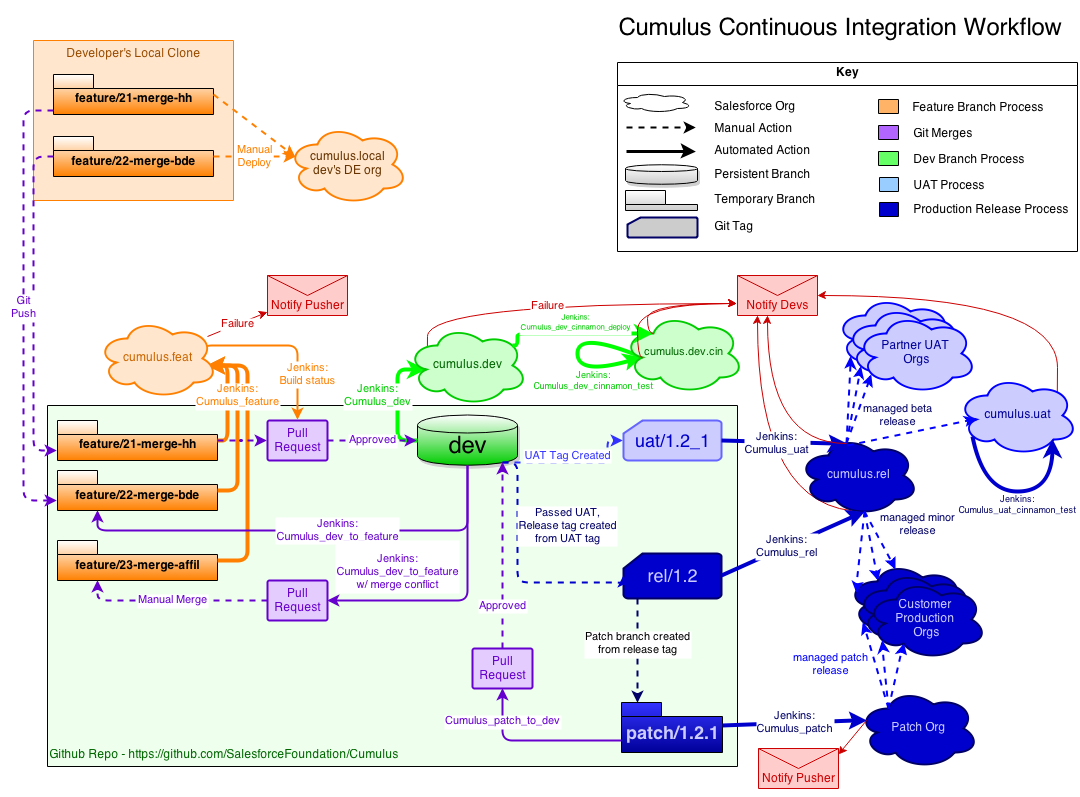 Cumulus Continuous Integration Workflow
Key
Salesforce Org
Manual Action
Automated Action
Persistent Branch
Temporary Branch
Git Tag
Feature Branch Process
Git Merges
Dev Branch Process
UAT Process
Production Release Process
Developer's Local Clone
feature/21-merge-hh
feature/22-merge-bde
Manual
Deploy
cumulus.local
dev's DE org
Git
Push
Notify Pusher
Failure
cumulus.feat
Jenkins:
Build status
Jenkins:
Cumulus_feature
Jenkins:
Cumulus_dev
cumulus.dev
Failure
Jenkins:
Cumulus_dev_cinnamon_deploy
cumulus.dev.cin
Jenkins:
Cumulus_dev_cinnamon_test
Notify Devs
Partner UAT
Orgs
managed beta
release
cumulus.uat
Jenkins:
Cumulus_uat_cinnamon_test
feature/21-merge-hh
Pull
Request
Approved
dev
UAT Tag Created
uat/1.2_1
Jenkins:
Cumulus_uat
cumulus.rel
feature/22-merge-bde
Jenkins:
Cumulus_dev_to_feature
Passed UAT,
Release tag created
from UAT tag
managed minor
release
Jenkins:
Cumulus_rel
feature/23-merge-affil
Jenkins:
Cumulus_dev_to_feature
w/ merge conflict
rel/1.2
Manual Merge
Pull
Request
Approved
Customer
Production
Orgs
Patch branch created
from release tag
Pull
Request
managed patch
release
Cumulus_patch_to_dev
patch/1.2.1
Jenkins:
Cumulus_patch
Patch Org
Github Repo - https://github.com/SalesforceFoundation/Cumulus
Notify Pusher